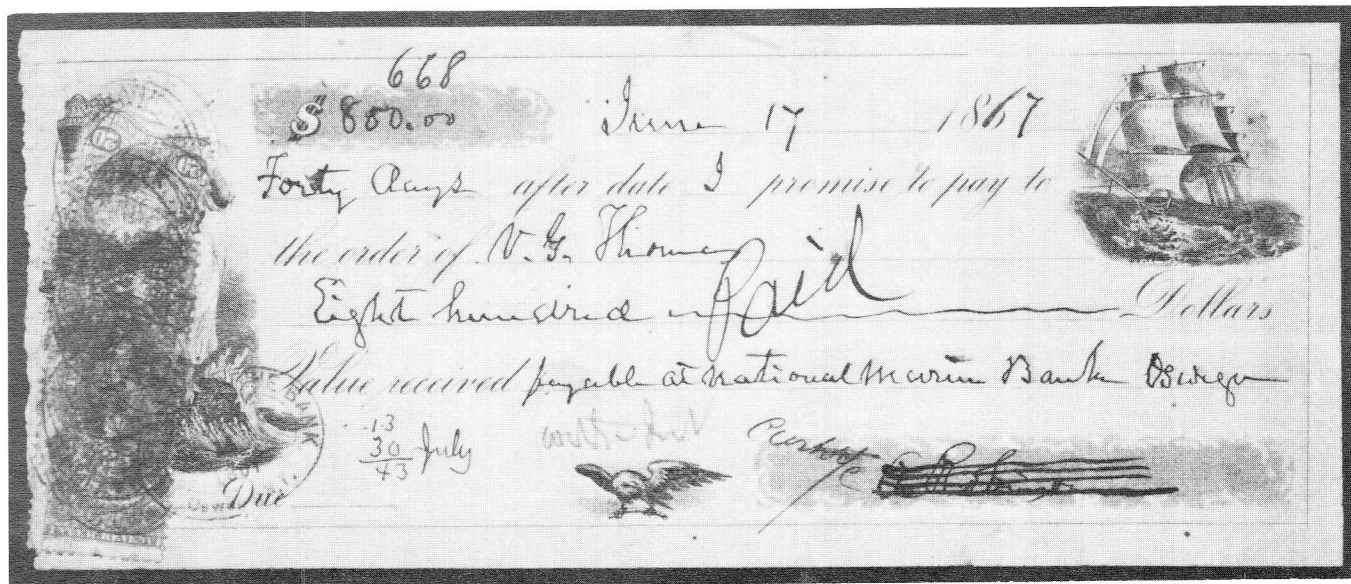 668
$ 800.00 June 17 1867
Forty Days after date I promise to pay to
the order of V. G. Thomas
Eight hundred Paid Dollars
Value received payable at National Marine Bank Oswego
13
30 July
43
BANK
Due